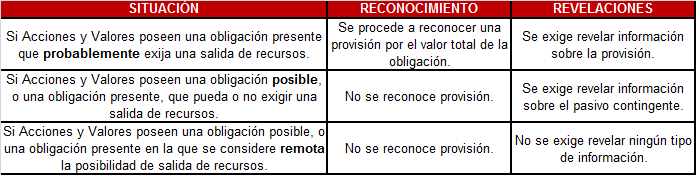 SITUACIÓN RECONOCIMIENTO REVELACIONES
Si Acciones y Valores poseen una obligación presente
que probablemente exija una salida de recursos.
Se procede a reconocer una
provisión por el valor total de la
obligación.
Se exige revelar información
sobre la provisión.
Si Acciones y Valores poseen una obligación posible,
o una obligación presente, que pueda o no exigir una
salida de recursos.
No se reconoce provisión.
Se exige revelar información
sobre el pasivo contingente.
Si Acciones y Valores poseen una obligación posible, o
una obligación presente en la que se considere remota
la posibilidad de salida de recursos.
No se reconoce provisión.
No se exige revelar ningún tipo
de información.